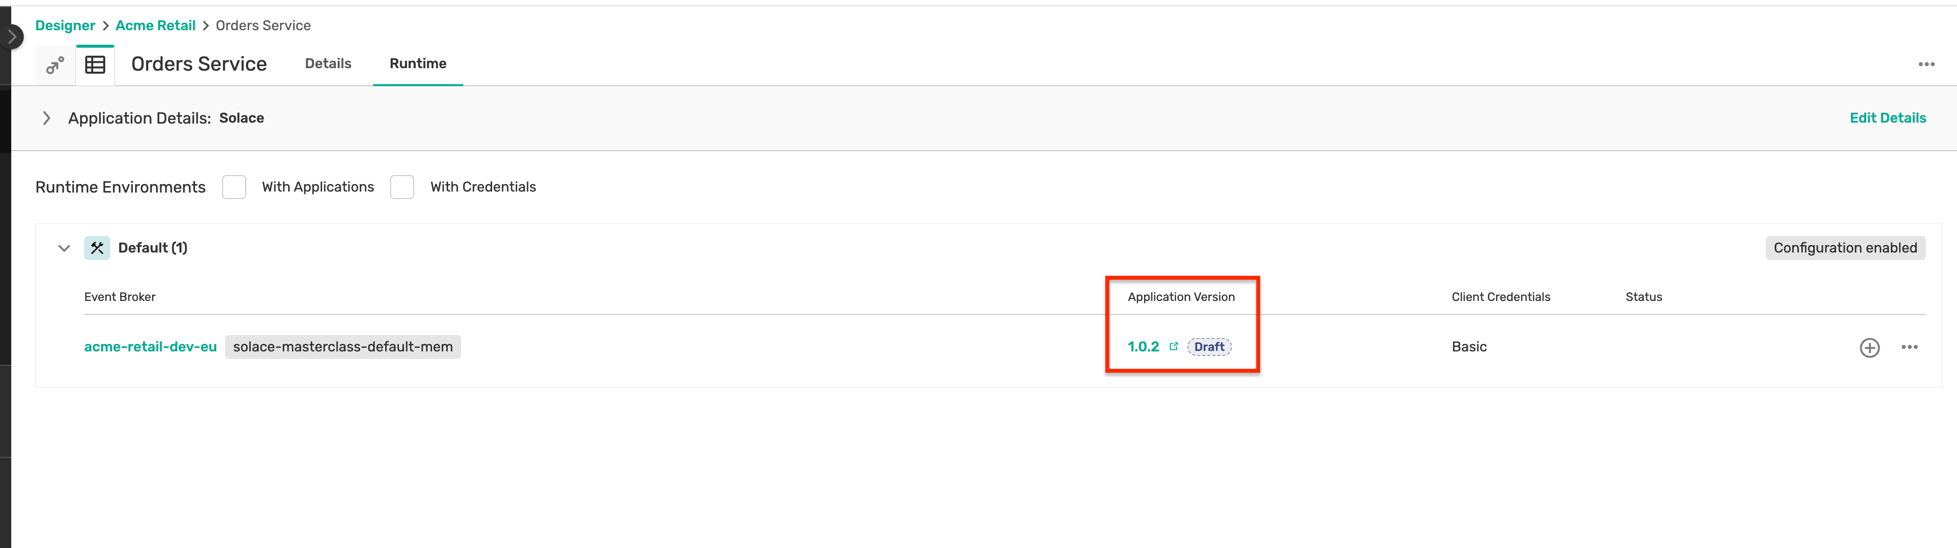 Designer > Acme Retail > Orders Service
Orders Service Details Runtime
Application Details: Solace Edit Details
Runtime Environments With Applications With Credentials
Default (1) Configuration enabled
Event Broker Application Version Client Credentials Status
acme-retail-dev-eu solace-masterclass-default-mem 1.0.2 Draft Basic